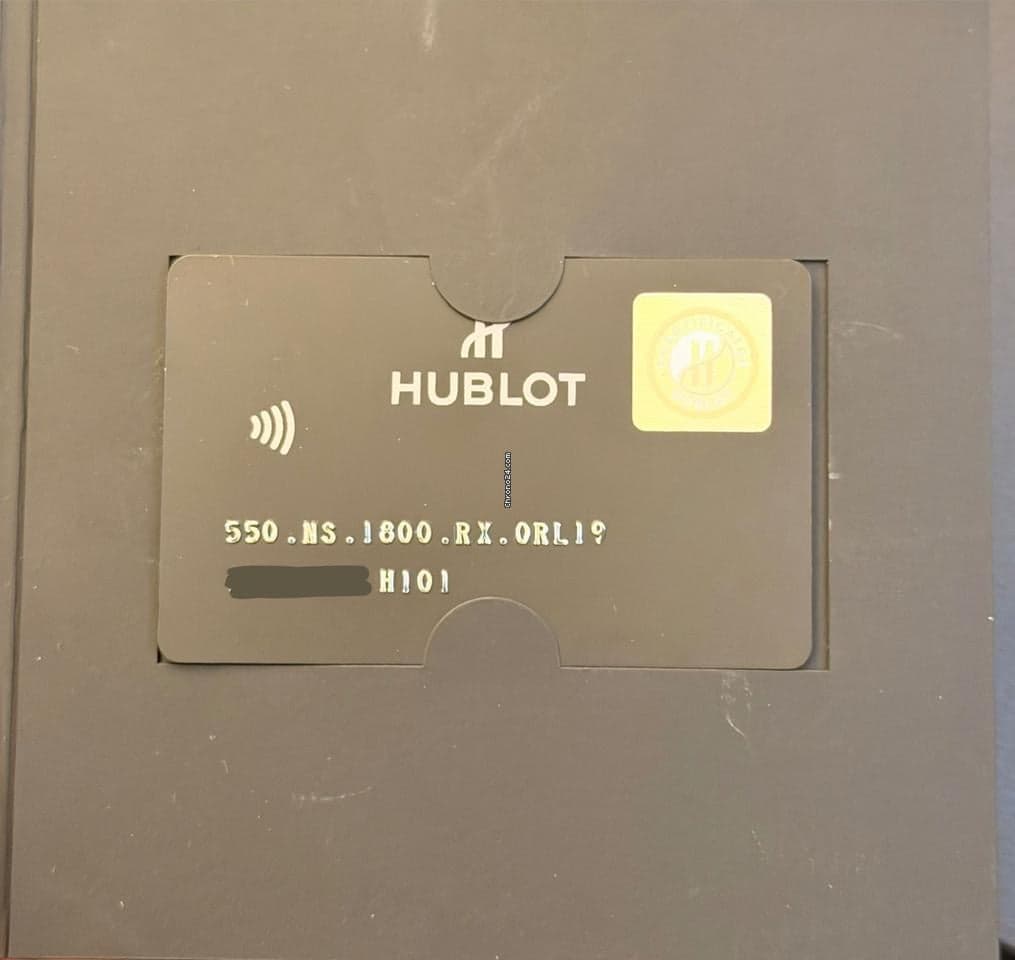 HUBLOT
Chrono24.com
550.NS.1800.RX.ORL19
H101